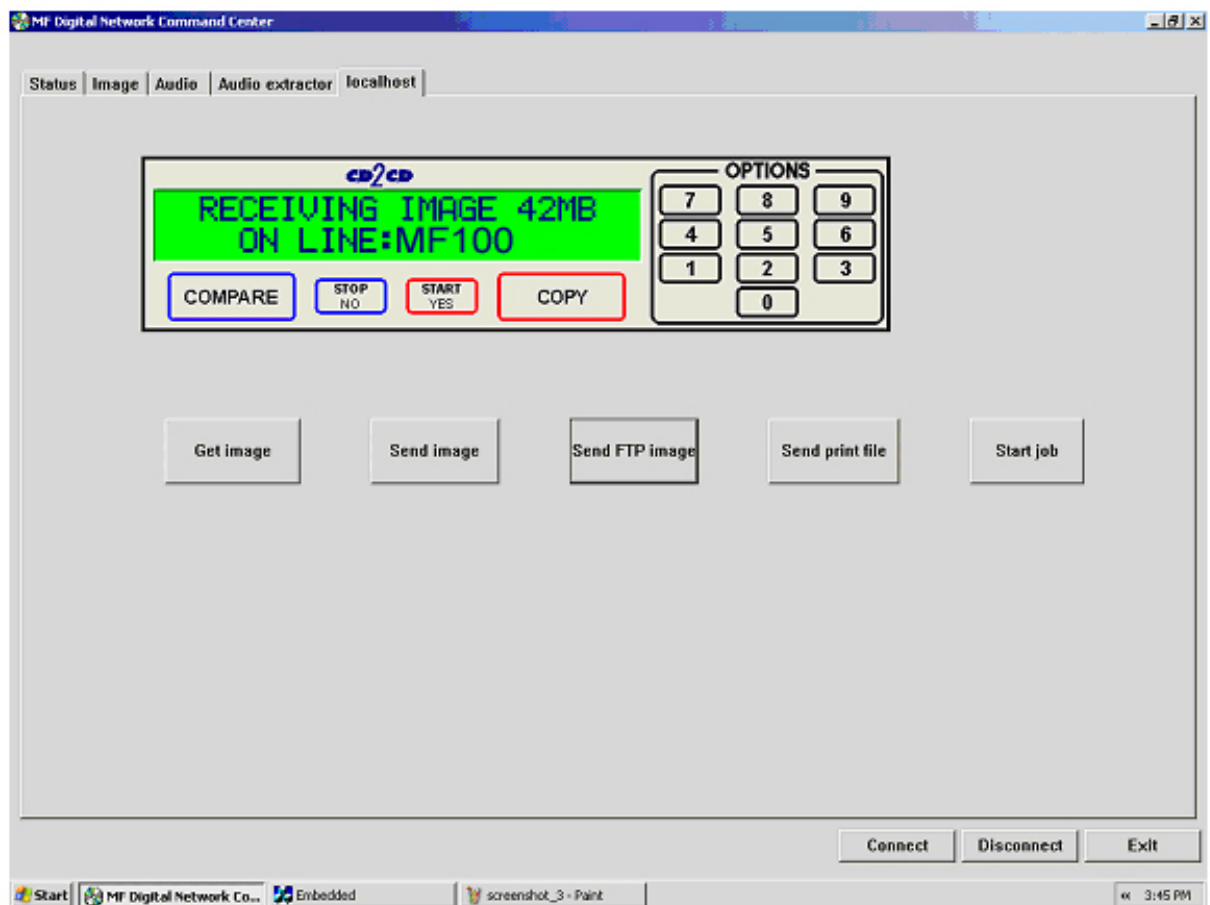 MF Digital Network Command Center
Status Image Audio Audio extractor localhost
CD2CD
RECEIVING IMAGE 42MB
ON LINE:MF100
COMPARE
STOP
NO
START
YES
COPY
OPTIONS
7 8 9
4 5 6
1 2 3
0
Get image Send image Send FTP image Send print file Start job
Connect Disconnect Exit
Start MF Digital Network Co... Embedded screenshot_3 - Paint « 3:45 PM